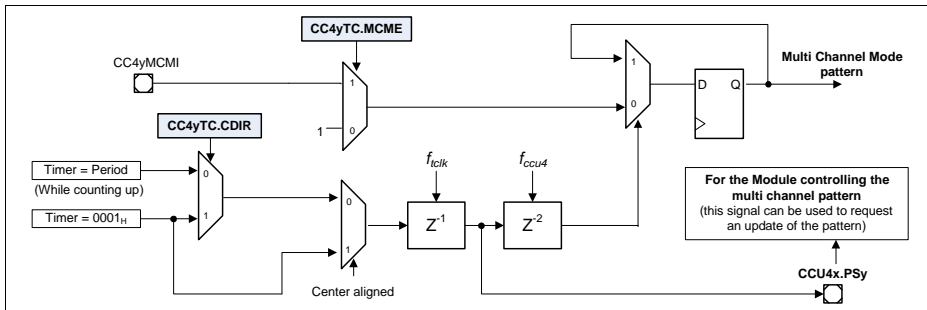 CC4yTC.MCME
CC4yMCMI
1
0
1
CC4yTC.CDIR
Timer = Period
(While counting up)
Timer = 0001H
0
1
0
1
Center aligned
ftclk
Z-1
fccu4
Z-2
1
0
D Q
Multi Channel Mode
pattern
For the Module controlling the
multi channel pattern
(this signal can be used to request
an update of the pattern)
CCU4x.PSy